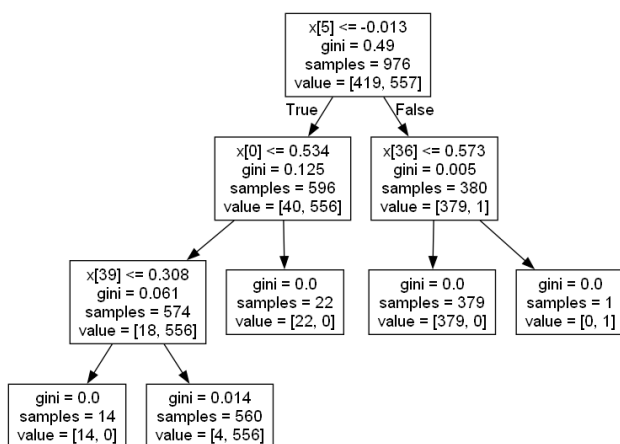 x[5] <= -0.013
gini = 0.49
samples = 976
value = [419, 557]
True
False
x[0] <= 0.534
gini = 0.125
samples = 596
value = [40, 556]
x[36] <= 0.573
gini = 0.005
samples = 380
value = [379, 1]
x[39] <= 0.308
gini = 0.061
samples = 574
value = [18, 556]
gini = 0.0
samples = 22
value = [22, 0]
gini = 0.0
samples = 379
value = [379, 0]
gini = 0.0
samples = 1
value = [0, 1]
gini = 0.0
samples = 14
value = [14, 0]
gini = 0.014
samples = 560
value = [4, 556]